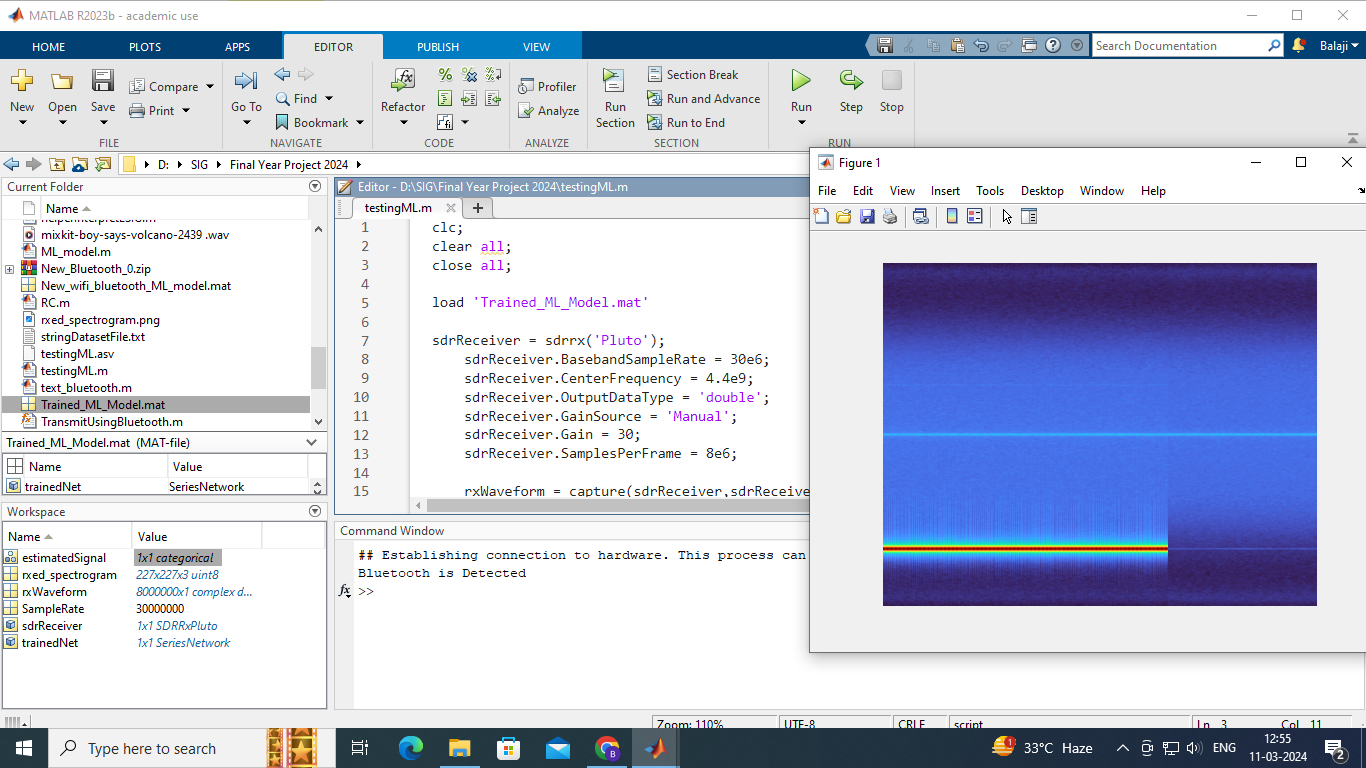 MATLAB R2023b - academic use
HOME PLOTS APPS EDITOR PUBLISH VIEW
Search Documentation
Balaji
New Open Save Compare Print
Go To Find Bookmark
Refactor
Profiler
Analyze
Run Section
Section Break
Run and Advance
Run to End
Run Step Stop
FILE NAVIGATE CODE ANALYZE SECTION RUN
D: SIG Final Year Project 2024
Current Folder
Name
mixkit-boy-says-volcano-2439 .wav
ML_model.m
New_Bluetooth_0.zip
New_wifi_bluetooth_ML_model.mat
RC.m
rxed_spectrogram.png
stringDatasetFile.txt
testingML.asv
testingML.m
text_bluetooth.m
Trained_ML_Model.mat
TransmitUsingBluetooth.m
Trained_ML_Model.mat (MAT-file)
Name Value
trainedNet SeriesNetwork
Workspace
Name Value
estimatedSignal 1x1 categorical
rxed_spectrogram 227x227x3 uint8
rxWaveform 8000000x1 complex d...
SampleRate 30000000
sdrReceiver 1x1 SDRRxPluto
trainedNet 1x1 SeriesNetwork
Editor - D:\SIG\Final Year Project 2024\testingML.m
testingML.m
1 clc;
2 clear all;
3 close all;
4
5 load 'Trained_ML_Model.mat'
6
7 sdrReceiver = sdrrx('Pluto');
8 sdrReceiver.BasebandSampleRate = 30e6;
9 sdrReceiver.CenterFrequency = 4.4e9;
10 sdrReceiver.OutputDataType = 'double';
11 sdrReceiver.GainSource = 'Manual';
12 sdrReceiver.Gain = 30;
13 sdrReceiver.SamplesPerFrame = 8e6;
14
15 rxWaveform = capture(sdrReceiver,sdrReceive
Command Window
## Establishing connection to hardware. This process can
Bluetooth is Detected
fx >>
Figure 1
File Edit View Insert Tools Desktop Window Help
Zoom: 110% UTF-8 CRLF script Ln 3 Col 11
Type here to search
33°C Haze
ENG
12:55
11-03-2024
2